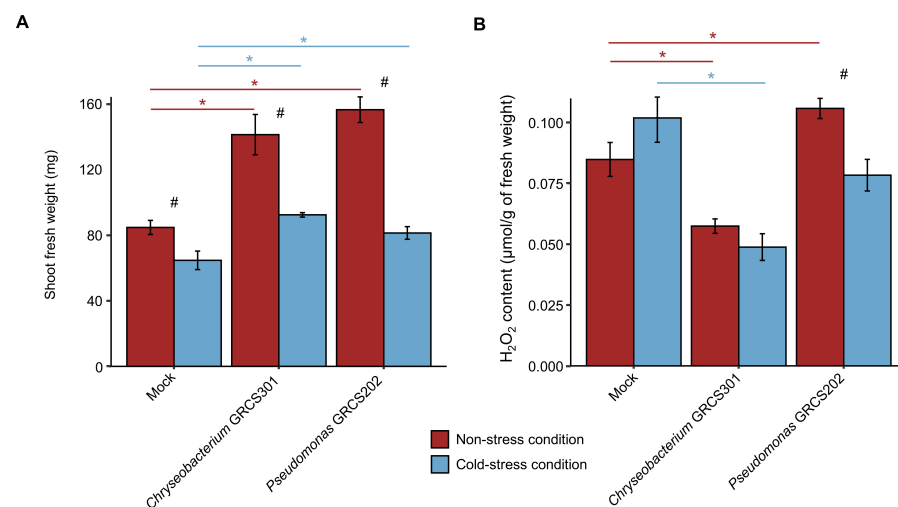 A
Shoot fresh weight (mg)
160
120
80
40
0
* 
*
*
*
#
#
#
Mock
Chryseobacterium GRCS301
Pseudomonas GRCS202
B
H₂O₂ content (μmol/g of fresh weight)
0.100
0.075
0.050
0.025
0.000
*
*
*
#
Mock
Chryseobacterium GRCS301
Pseudomonas GRCS202
Non-stress condition
Cold-stress condition